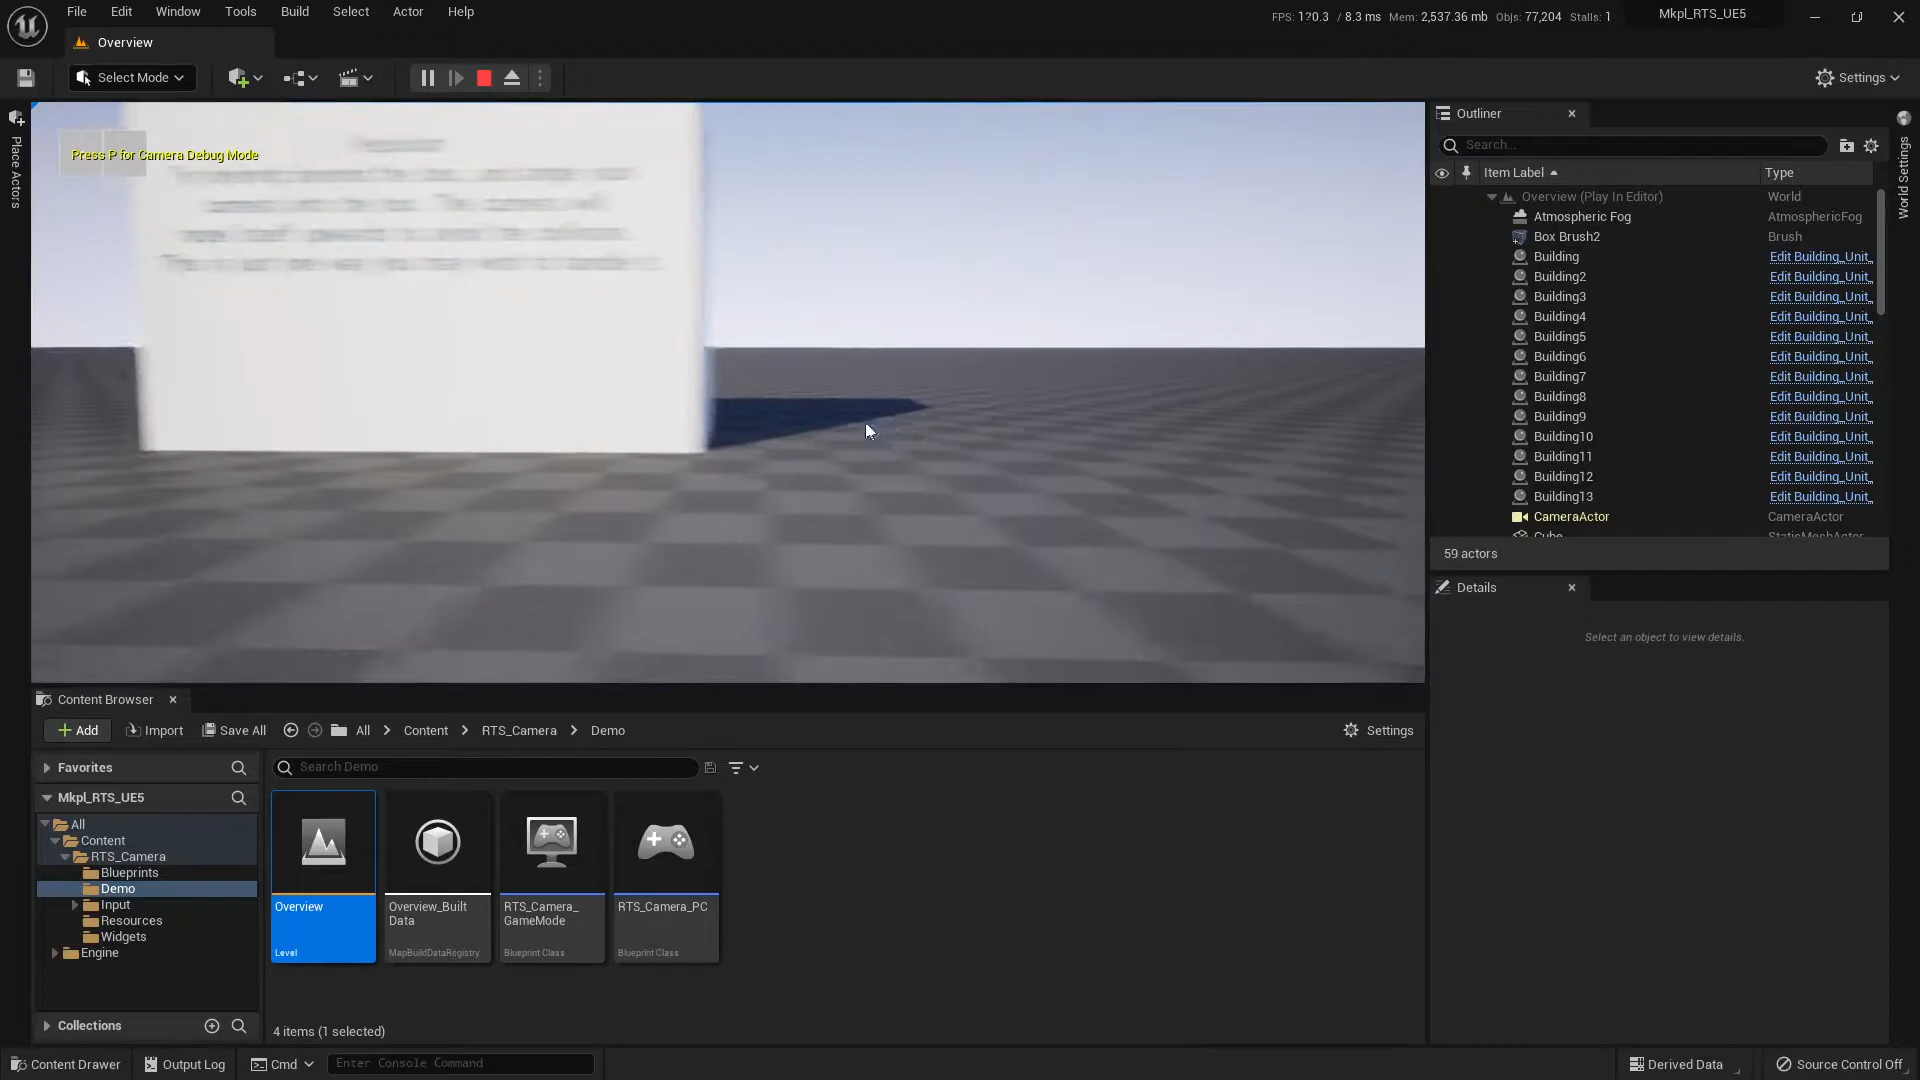 File Edit Window Tools Build Select Actor Help
FPS: 120.3 / 8.3 ms Mem: 2,537.36 mb Objs: 77,204 Stalls: 1
Mkpl_RTS_UE5
Overview
Select Mode
Settings
Place Actors
Press P for Camera Debug Mode
Outliner
Search...
World Settings
Item Label Type
Overview (Play In Editor) World
Atmospheric Fog AtmosphericFog
Box Brush2 Brush
Building Edit Building_Unit_
Building2 Edit Building_Unit_
Building3 Edit Building_Unit_
Building4 Edit Building_Unit_
Building5 Edit Building_Unit_
Building6 Edit Building_Unit_
Building7 Edit Building_Unit_
Building8 Edit Building_Unit_
Building9 Edit Building_Unit_
Building10 Edit Building_Unit_
Building11 Edit Building_Unit_
Building12 Edit Building_Unit_
Building13 Edit Building_Unit_
CameraActor CameraActor
Cube StaticMeshActor
59 actors
Details
Select an object to view details.
Content Browser
Add Import Save All All Content RTS_Camera Demo Settings
Favorites
Search Demo
Mkpl_RTS_UE5
All
Content
RTS_Camera
Blueprints
Demo
Input
Resources
Widgets
Engine
Overview
Level
Overview_Built
Data
MapBuildDataRegistry
RTS_Camera_
GameMode
Blueprint Class
RTS_Camera_PC
Blueprint Class
Collections
4 items (1 selected)
Content Drawer Output Log Cmd Enter Console Command Derived Data Source Control Off